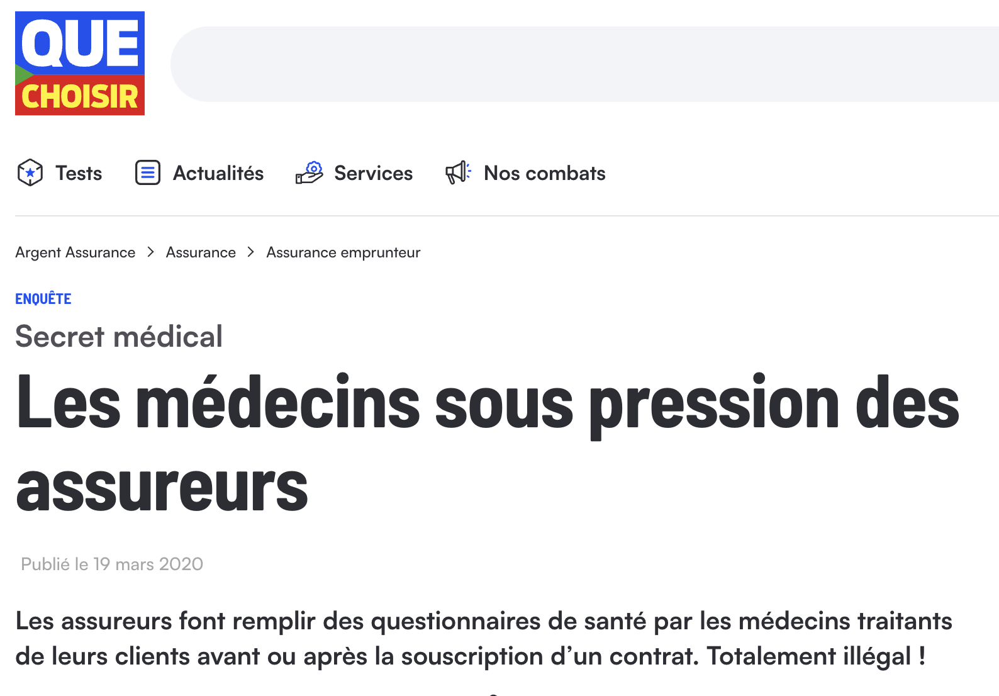 QUE
CHOISIR
Tests
Actualités
Services
Nos combats
Argent Assurance > Assurance > Assurance emprunteur
ENQUÊTE
Secret médical
Les médecins sous pression des
assureurs
Publié le 19 mars 2020
Les assureurs font remplir des questionnaires de santé par les médecins traitants
de leurs clients avant ou après la souscription d’un contrat. Totalement illégal !